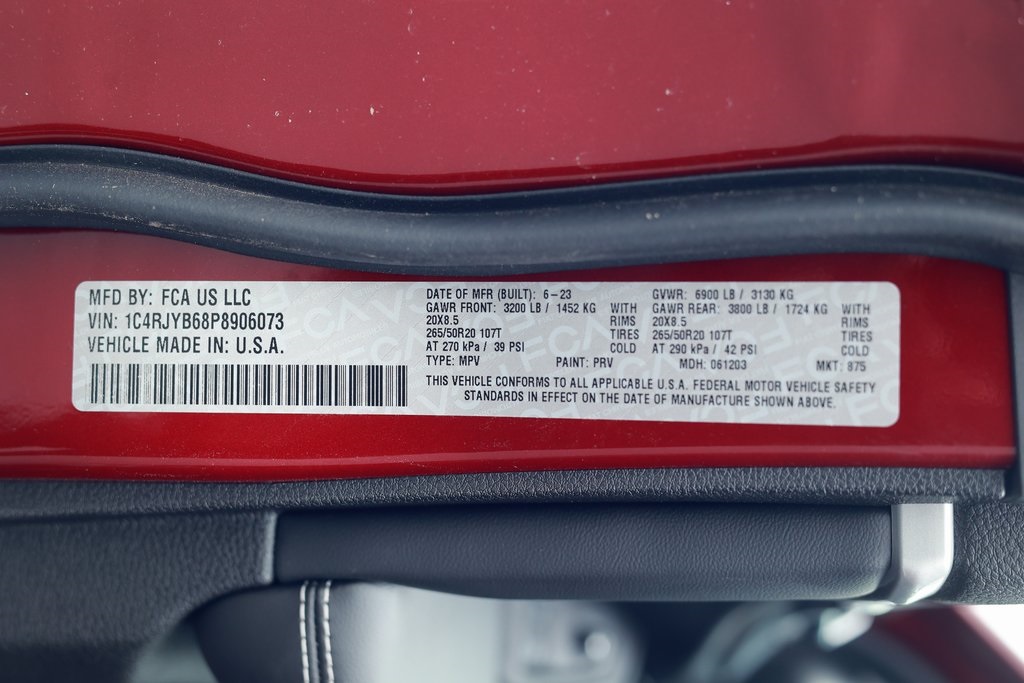 MFD BY: FCA US LLC
VIN: 1C4RJYB68P8906073
VEHICLE MADE IN: U.S.A.
DATE OF MFR (BUILT): 6-23
GAWR FRONT: 3200 LB / 1452 KG WITH
20X8.5 RIMS
265/50R20 107T TIRES
AT 270 kPa / 39 PSI COLD
TYPE: MPV PAINT: PRV
GVWR: 6900 LB / 3130 KG
GAWR REAR: 3800 LB / 1724 KG WITH
20X8.5 RIMS
265/50R20 107T TIRES
AT 290 kPa / 42 PSI COLD
MDH: 061203 MKT: 875
THIS VEHICLE CONFORMS TO ALL APPLICABLE U.S.A. FEDERAL MOTOR VEHICLE SAFETY
STANDARDS IN EFFECT ON THE DATE OF MANUFACTURE SHOWN ABOVE.